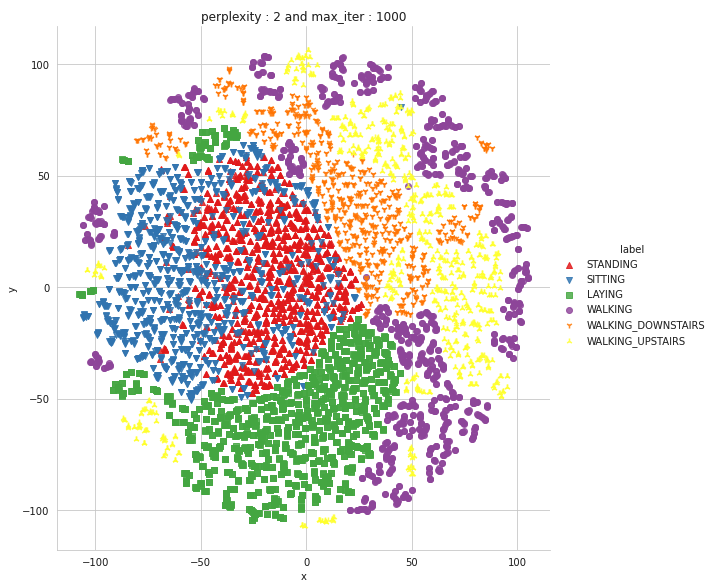 perplexity : 2 and max_iter : 1000
100
50
0
−50
−100
y
−100
−50
0
50
100
x
label
STANDING
SITTING
LAYING
WALKING
WALKING_DOWNSTAIRS
WALKING_UPSTAIRS